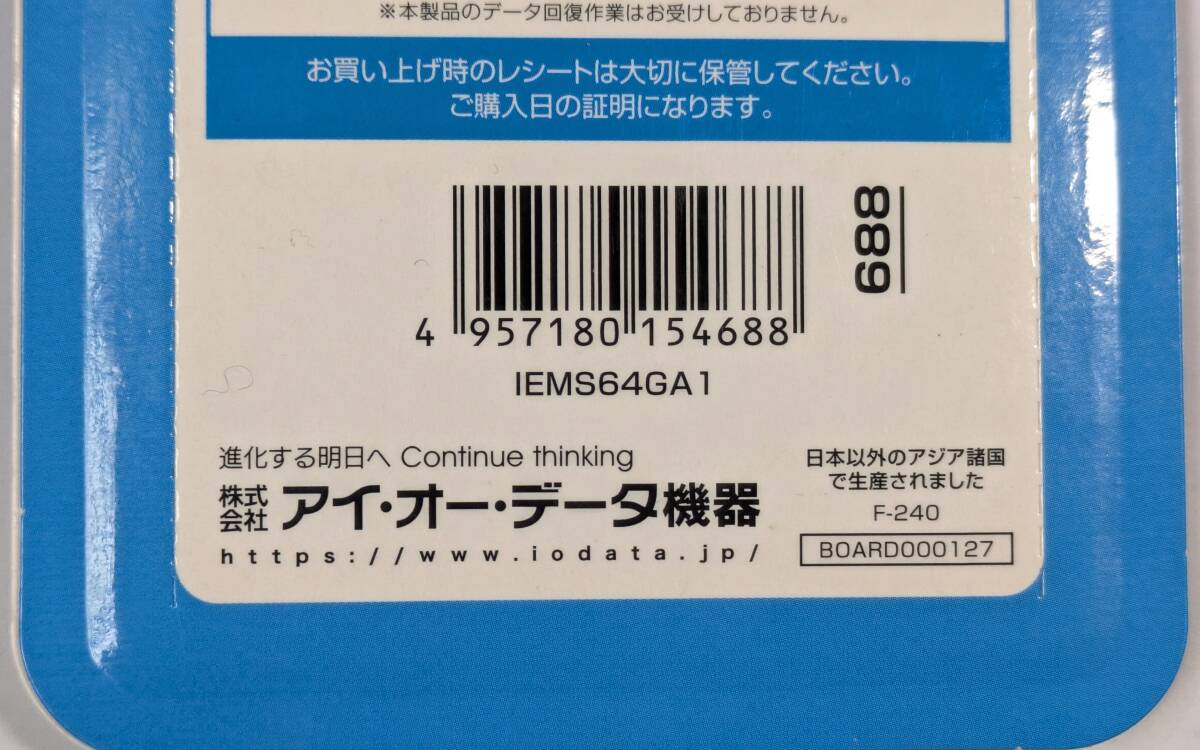 ※本製品のデータ回復作業はお受けしておりません。
お買い上げ時のレシートは大切に保管してください。
ご購入日の証明になります。
688
4 957180 154688
IEMS64GA1
進化する明日へ Continue thinking
株式会社 アイ・オー・データ機器
https://www.iodata.jp/
日本以外のアジア諸国
で生産されました
F-240
BOARD000127